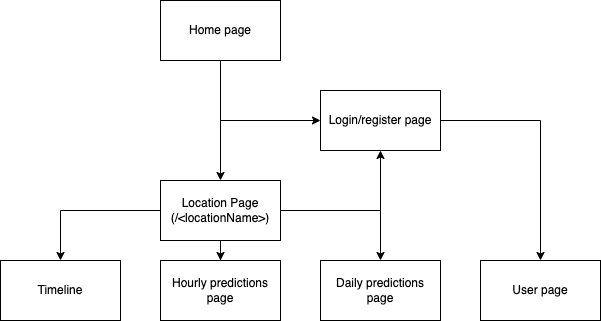 Home page
Login/register page
Location Page
(/<locationName>)
Timeline
Hourly predictions
page
Daily predictions
page
User page